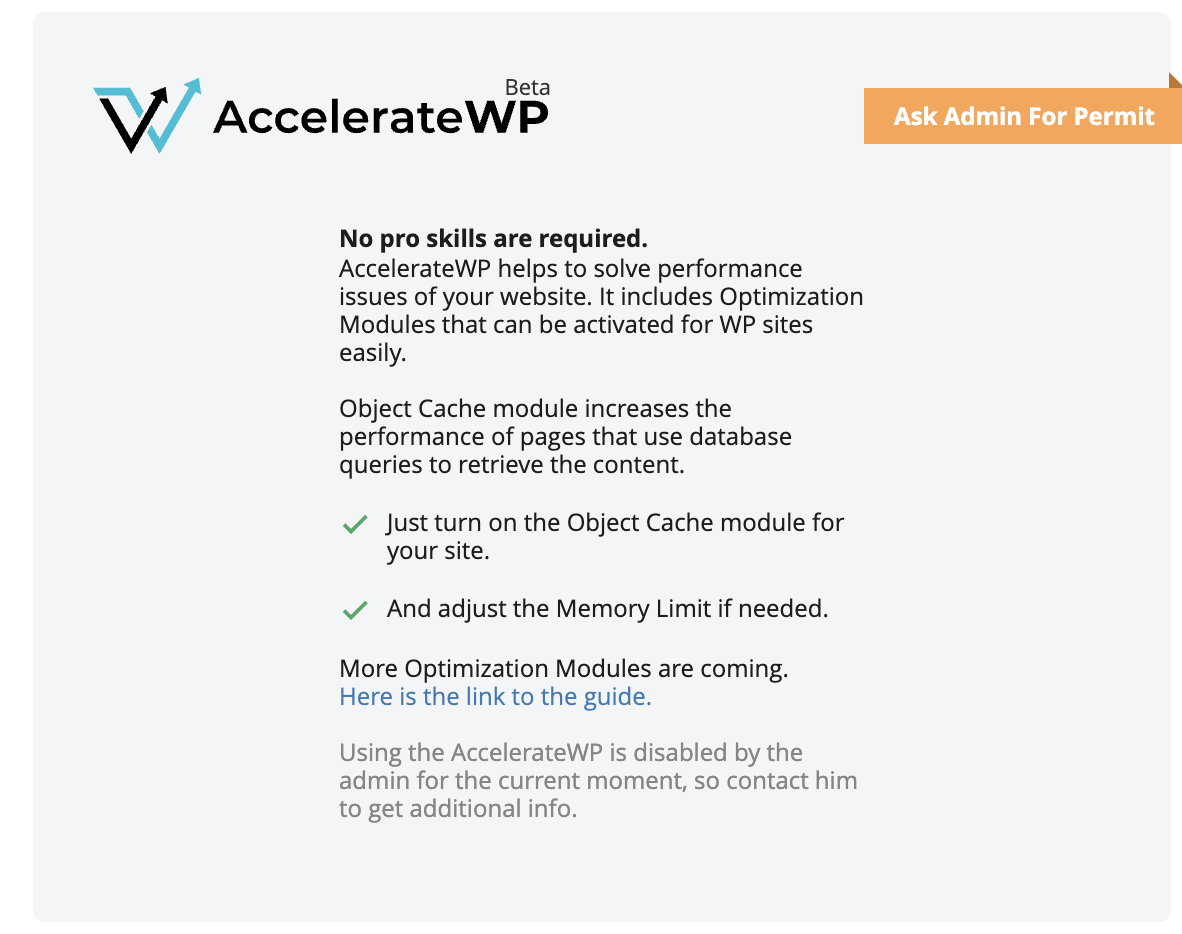 Beta
AccelerateWP
Ask Admin For Permit
No pro skills are required.
AccelerateWP helps to solve performance
issues of your website. It includes Optimization
Modules that can be activated for WP sites
easily.
Object Cache module increases the
performance of pages that use database
queries to retrieve the content.
Just turn on the Object Cache module for
your site.
And adjust the Memory Limit if needed.
More Optimization Modules are coming.
Here is the link to the guide.
Using the AccelerateWP is disabled by the
admin for the current moment, so contact him
to get additional info.